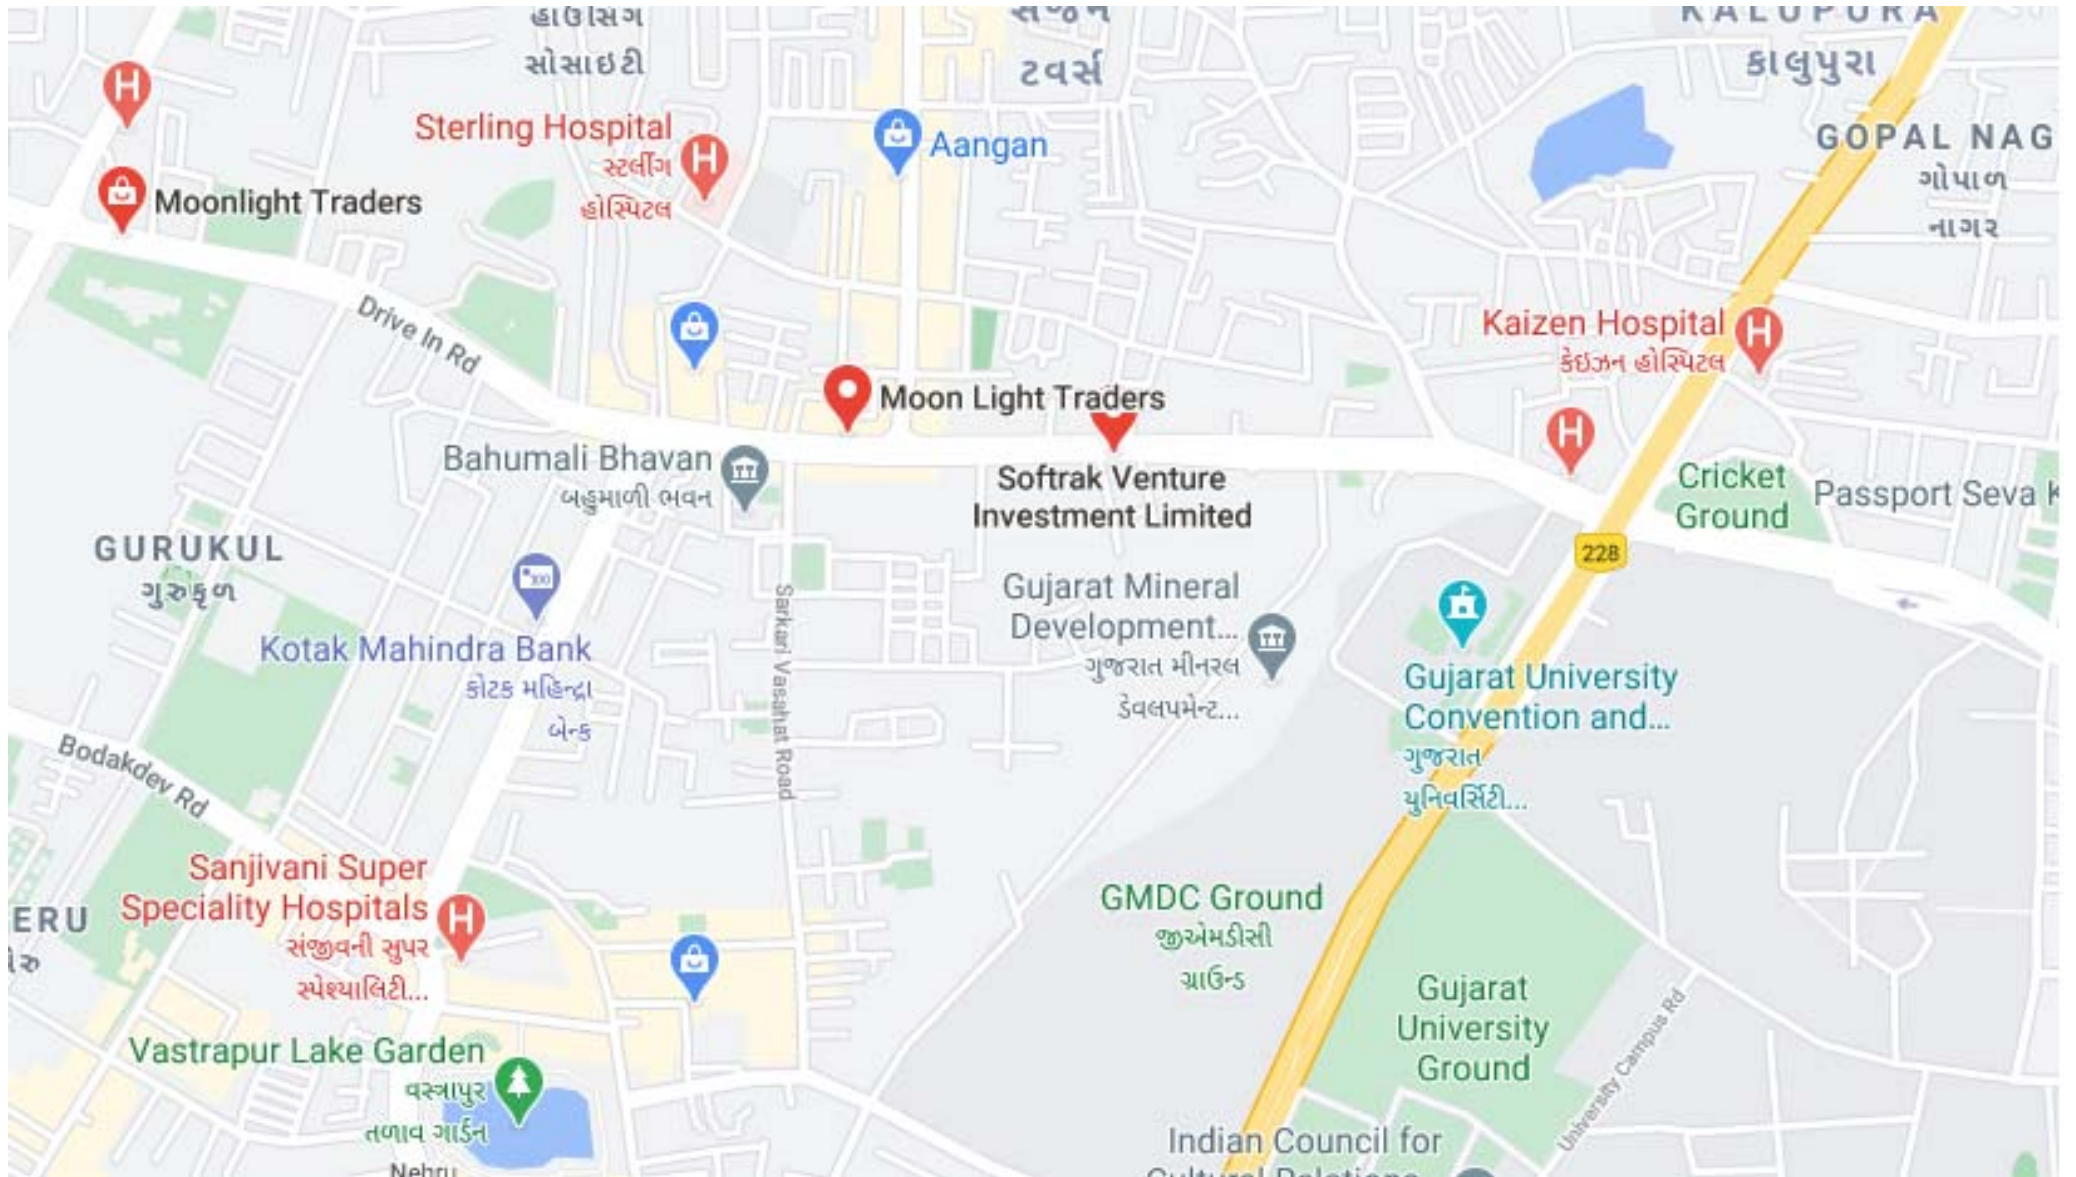 હાઉસિંગ
સોસાઇટી
ટવર્સ
KALUPURA
કાલુપુરા
Sterling Hospital
સ્ટર્લીંગ
હોસ્પિટલ
Aangan
GOPAL NAG
ગોપાળ
નાગર
Moonlight Traders
Drive In Rd
Kaizen Hospital
કેઇઝન હોસ્પિટલ
Moon Light Traders
Bahumali Bhavan
બહુમાળી ભવન
Softrak Venture
Investment Limited
Cricket
Ground
Passport Seva K
GURUKUL
ગુરુકૂળ
228
Kotak Mahindra Bank
કોટક મહિન્દ્રા
બેન્ક
Sarkari Vasahat Road
Gujarat Mineral
Development...
ગુજરાત મીનરલ
ડેવલપમેન્ટ...
Gujarat University
Convention and...
ગુજરાત
યુનિવર્સિટી...
Bodakdev Rd
Sanjivani Super
Speciality Hospitals
સંજીવની સુપર
સ્પેશ્યાલિટી...
ERU
GMDC Ground
જીએમડીસી
ગ્રાઉન્ડ
Gujarat
University
Ground
University Campus Rd
Vastrapur Lake Garden
વસ્ત્રાપુર
તળાવ ગાર્ડન
Indian Council for
Cultural Relations
Nehru